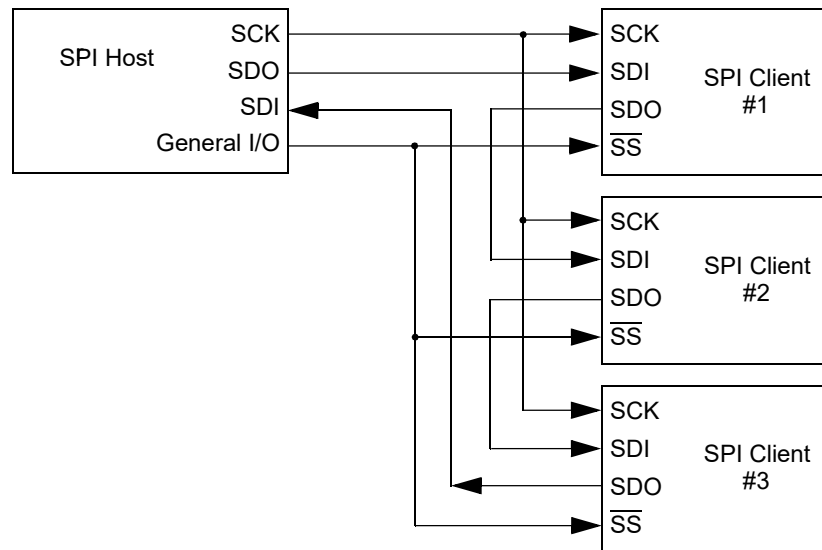 SPI Host
SCK
SDO
SDI
General I/O
SCK
SDI
SDO
SS
SPI Client
#1
SCK
SDI
SDO
SS
SPI Client
#2
SCK
SDI
SDO
SS
SPI Client
#3